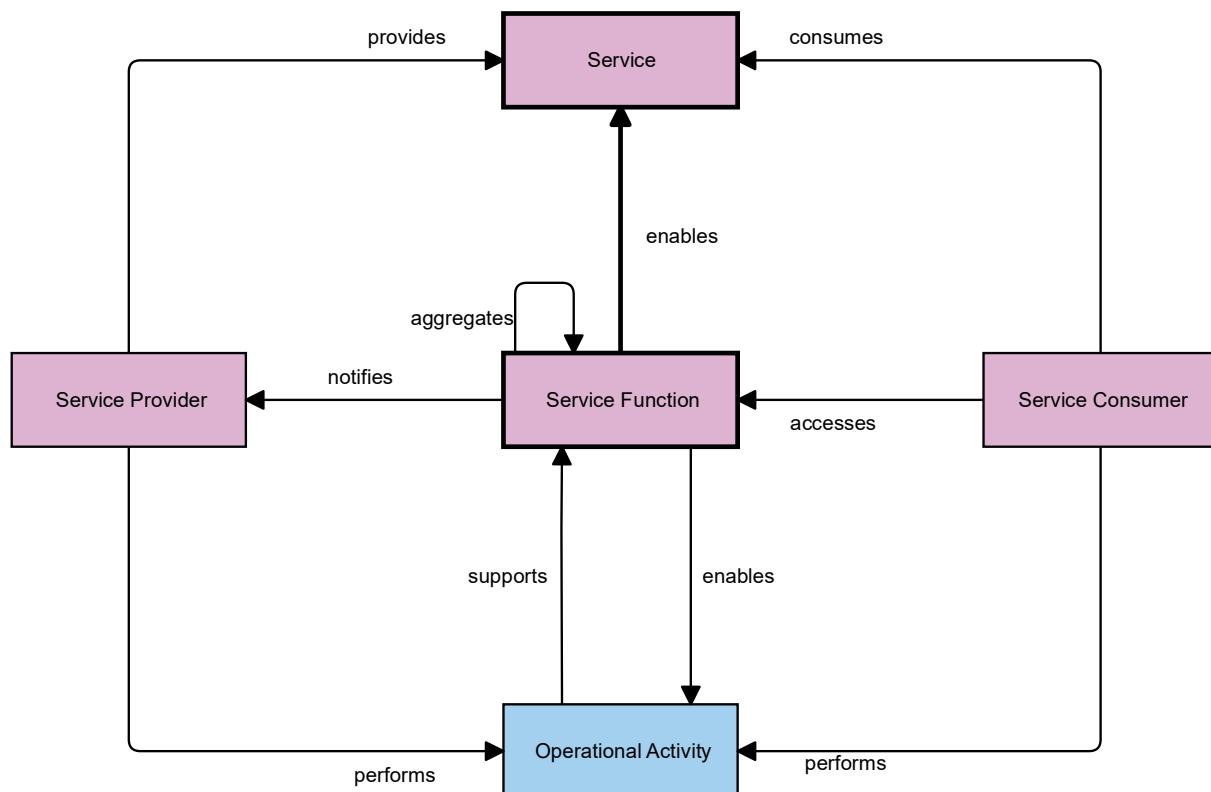 provides
consumes
Service
enables
aggregates
notifies
Service Provider
Service Function
Service Consumer
accesses
supports
enables
Operational Activity
performs
performs